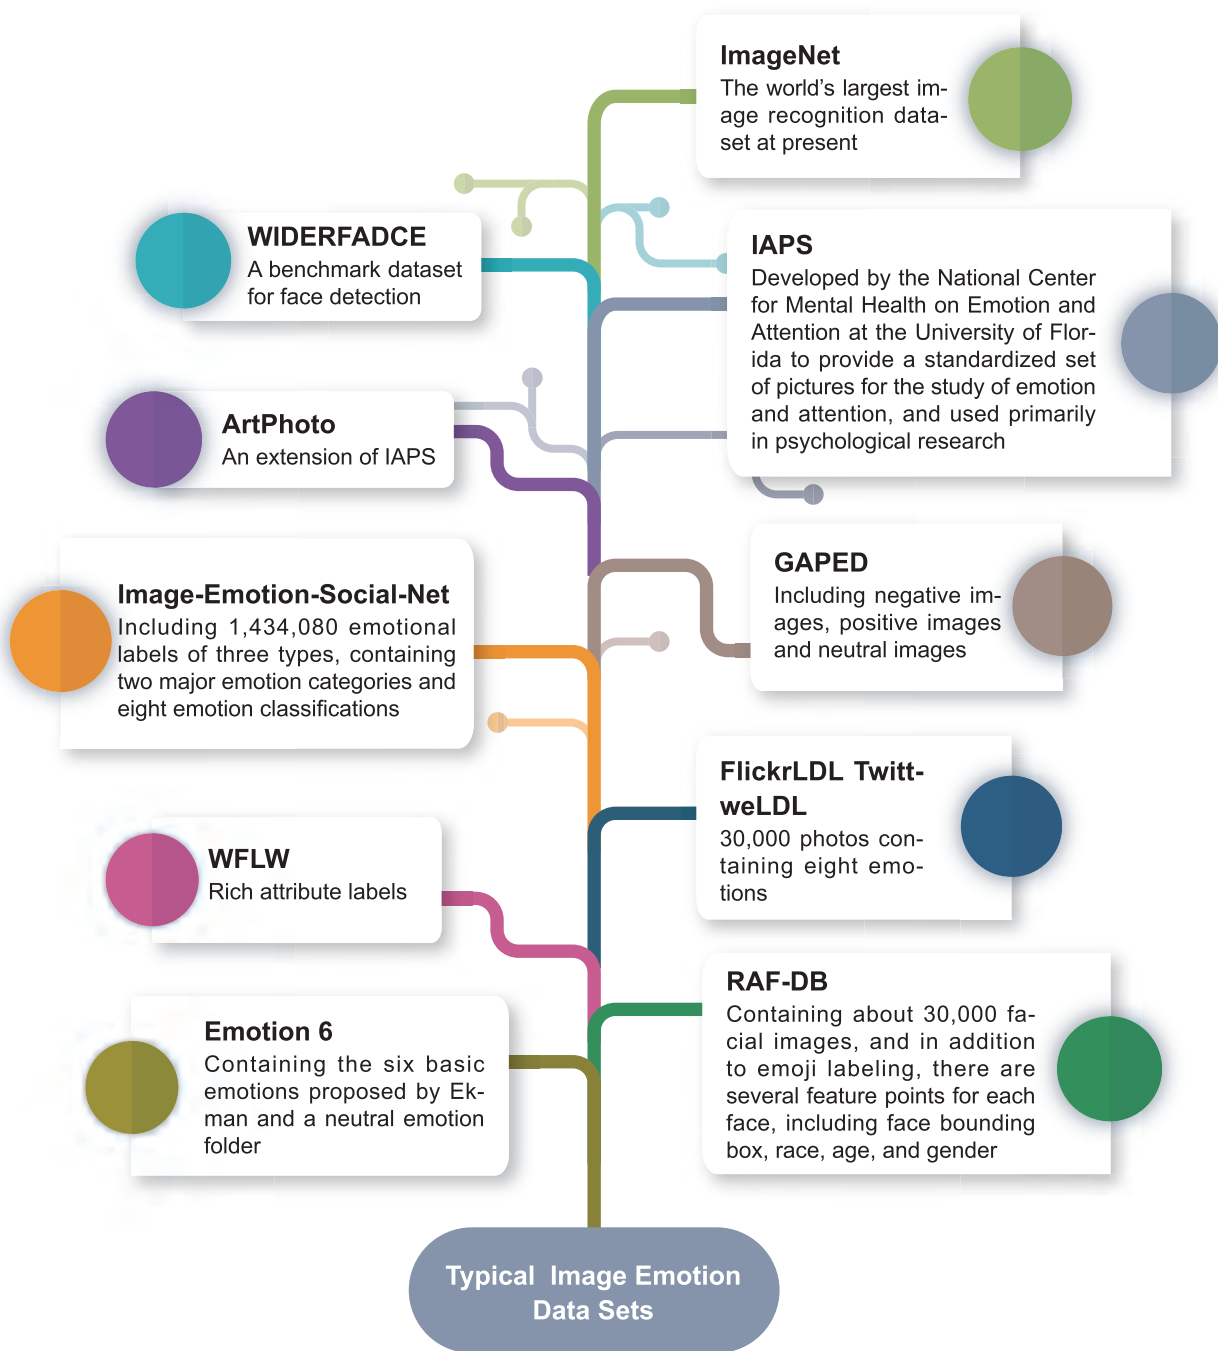 ImageNet
The world's largest im-
age recognition data-
set at present
WIDERFADCE
A benchmark dataset
for face detection
IAPS
Developed by the National Center
for Mental Health on Emotion and
Attention at the University of Flor-
ida to provide a standardized set
of pictures for the study of emotion
and attention, and used primarily
in psychological research
ArtPhoto
An extension of IAPS
GAPED
Including negative im-
ages, positive images
and neutral images
Image-Emotion-Social-Net
Including 1,434,080 emotional
labels of three types, containing
two major emotion categories and
eight emotion classifications
FlickrLDL Twitt-
weLDL
30,000 photos con-
taining eight emo-
tions
WFLW
Rich attribute labels
RAF-DB
Containing about 30,000 fa-
cial images, and in addition
to emoji labeling, there are
several feature points for each
face, including face bounding
box, race, age, and gender
Emotion 6
Containing the six basic
emotions proposed by Ek-
man and a neutral emotion
folder
Typical Image Emotion
Data Sets